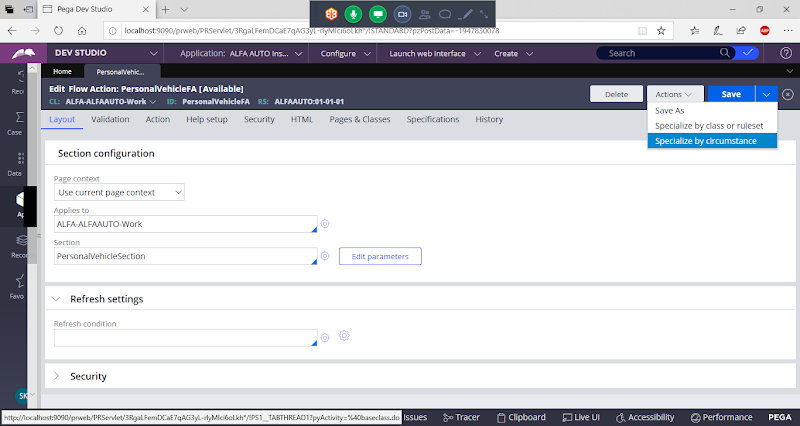 Pega Dev Studio
localhost:9090/prweb/PRServlet/3RgaLFemDCaE7qAG3yL-rlyMlci6oLkh*/!STANDARD?pzPostData=-1947830078
DEV STUDIO
Application: ALFA AUTO Ins...
Configure
Launch web interface
Create
Search
Home
PersonalVehic...
Edit Flow Action: PersonalVehicleFA [Available]
CL: ALFA-ALFAAUTO-Work ID: PersonalVehicleFA RS: ALFAAUTO:01-01-01
Delete
Actions
Save
Save As
Specialize by class or ruleset
Specialize by circumstance
Layout Validation Action Help setup Security HTML Pages & Classes Specifications History
Rece
Case
Data
Ap
Recor
Favo
SK
Section configuration
Page context
Use current page context
Applies to
ALFA-ALFAAUTO-Work
Section
PersonalVehicleSection
Edit parameters
Refresh settings
Refresh condition
Security
http://localhost:9090/prweb/PRServlet/3RgaLFemDCaE7qAG3yL-rlyMlci6oLkh*/!PS1__TABTHREAD1?pyActivity=%40baseclass.do
Issues
Tracer
Clipboard
Live UI
Accessibility
Performance
PEGA